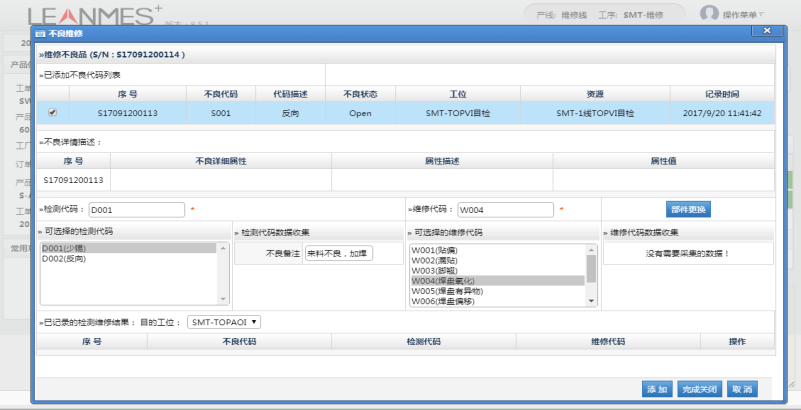 LEANMES+
产线: 维修线 工序: SMT-维修 操作菜单
不良维修
»维修不良品 (S/N：S17091200114 )
»已添加不良代码列表
序 号 不良代码 代码描述 不良状态 工位 资源 记录时间
S17091200113 S001 反向 Open SMT-TOPVI目检 SMT-1线TOPVI目检 2017/9/20 11:41:42
»不良详情描述：
序 号 不良详细属性 属性描述 属性值
S17091200113
»检测代码： D001 * »维修代码： W004 * 部件更换
» 可选择的检测代码 » 检测代码数据收集 » 可选择的维修代码 » 维修代码数据收集
D001(少锡)
D002(反向)
不良备注 来料不良，加焊
W001(贴偏)
W002(漏贴)
W004(焊盘氧化)
W005(焊盘有异物)
W006(焊盘偏移)
没有需要采集的数据！
»已记录的检测维修结果： 目的工位： SMT-TOPAOI
序 号 不良代码 检测代码 维修代码 操作
添 加 完成关闭 取 消